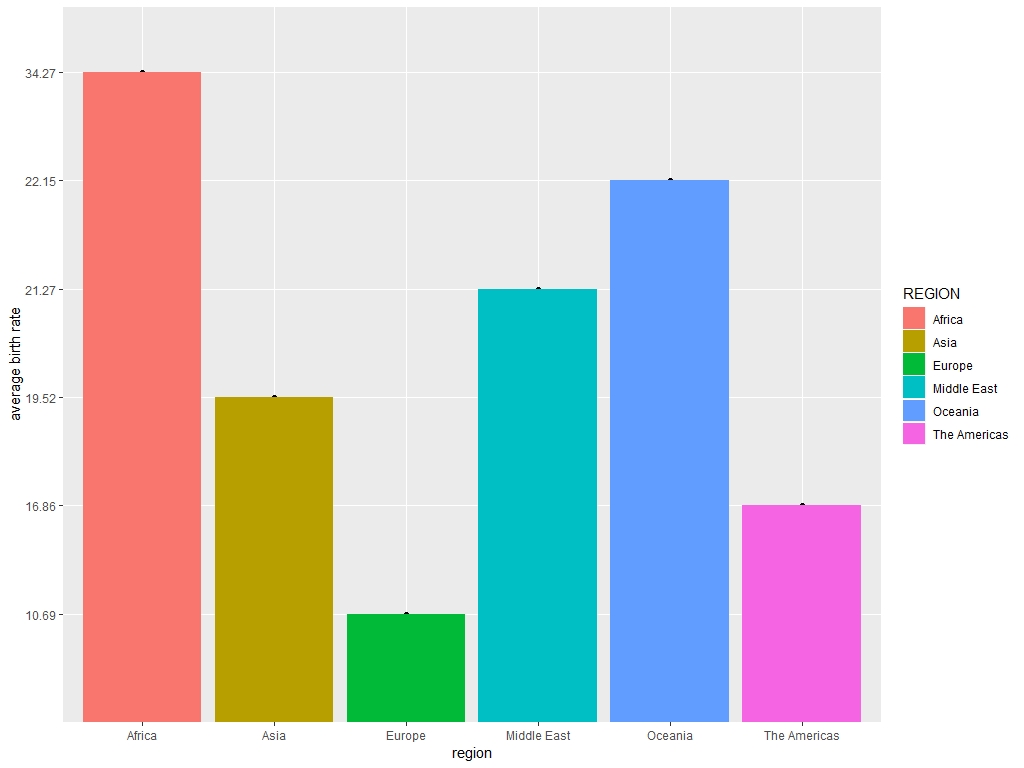 34.27
22.15
21.27
19.52
16.86
10.69
average birth rate
Africa
Asia
Europe
Middle East
Oceania
The Americas
region
REGION
Africa
Asia
Europe
Middle East
Oceania
The Americas